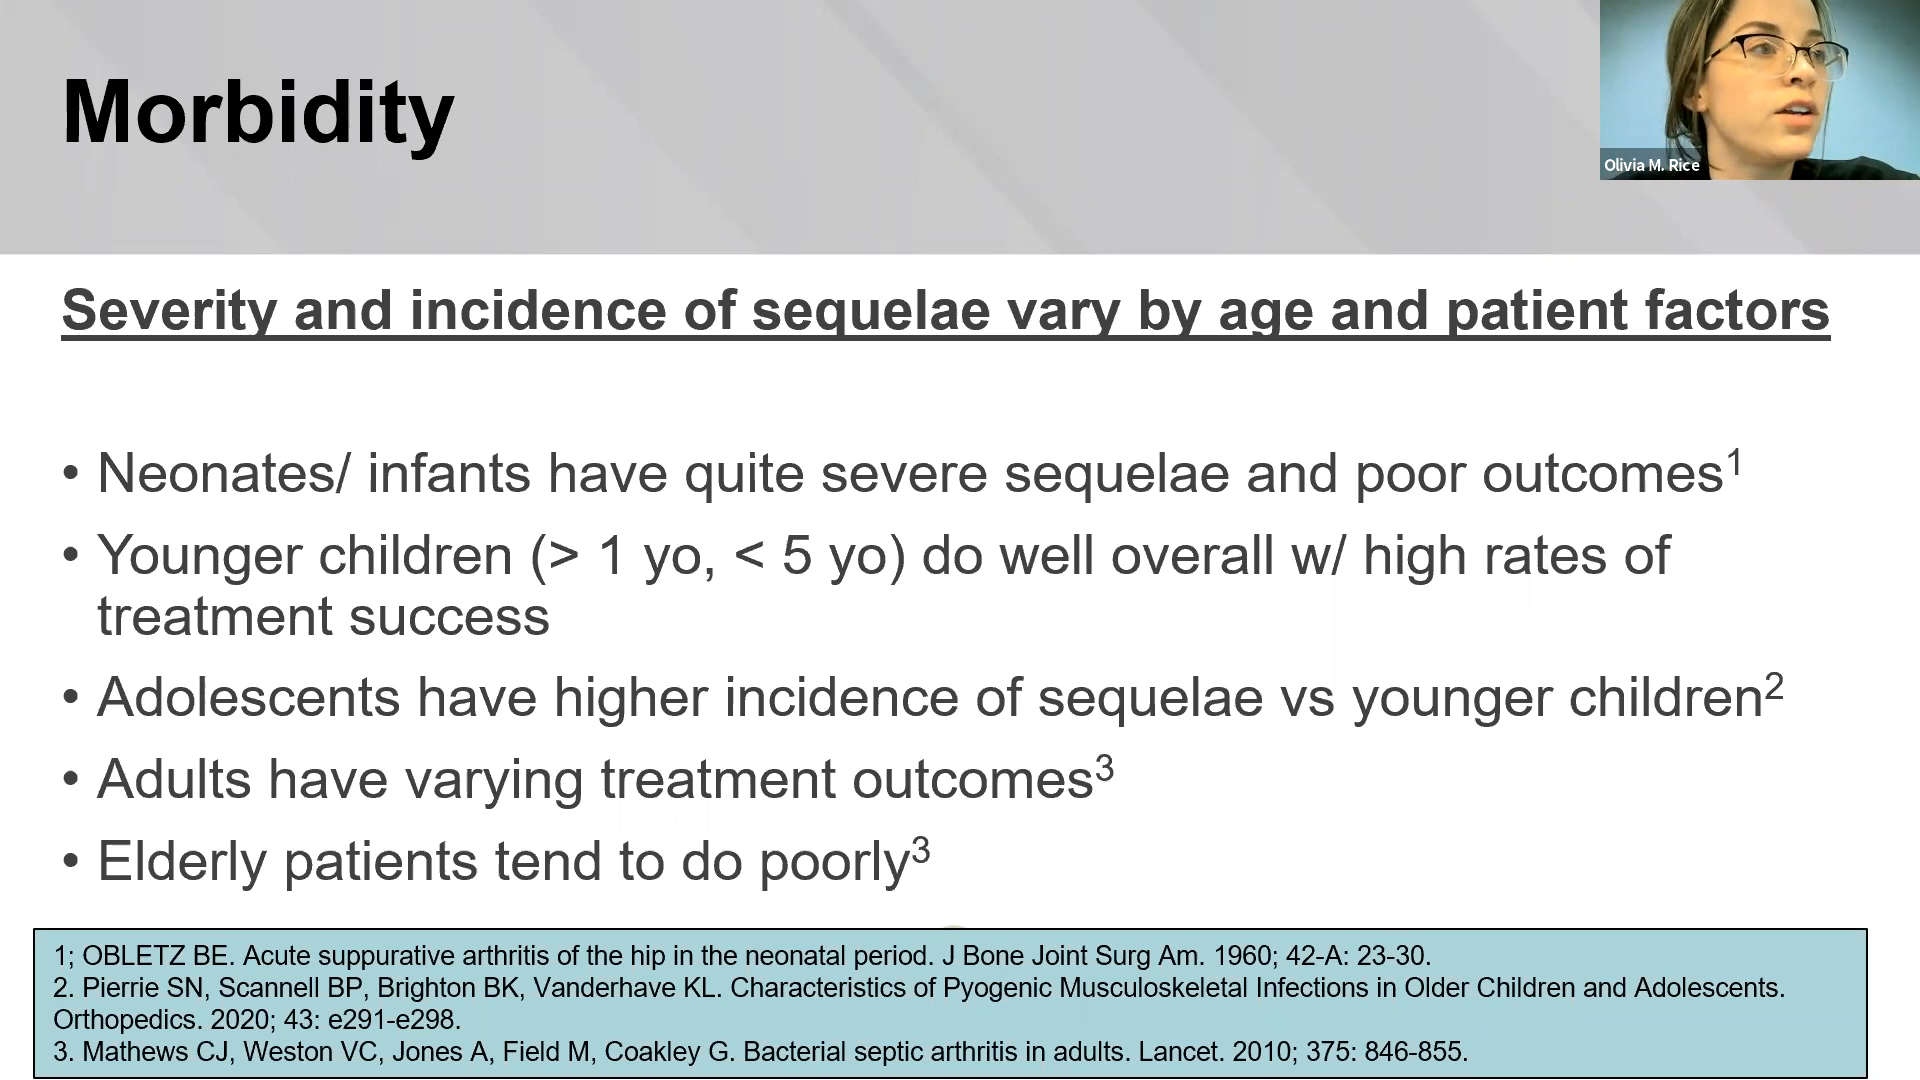 Morbidity
Olivia M. Rice
Severity and incidence of sequelae vary by age and patient factors
• Neonates/ infants have quite severe sequelae and poor outcomes1
• Younger children (> 1 yo, < 5 yo) do well overall w/ high rates of
treatment success
• Adolescents have higher incidence of sequelae vs younger children2
• Adults have varying treatment outcomes3
• Elderly patients tend to do poorly3
1; OBLETZ BE. Acute suppurative arthritis of the hip in the neonatal period. J Bone Joint Surg Am. 1960; 42-A: 23-30.
2. Pierrie SN, Scannell BP, Brighton BK, Vanderhave KL. Characteristics of Pyogenic Musculoskeletal Infections in Older Children and Adolescents.
Orthopedics. 2020; 43: e291-e298.
3. Mathews CJ, Weston VC, Jones A, Field M, Coakley G. Bacterial septic arthritis in adults. Lancet. 2010; 375: 846-855.